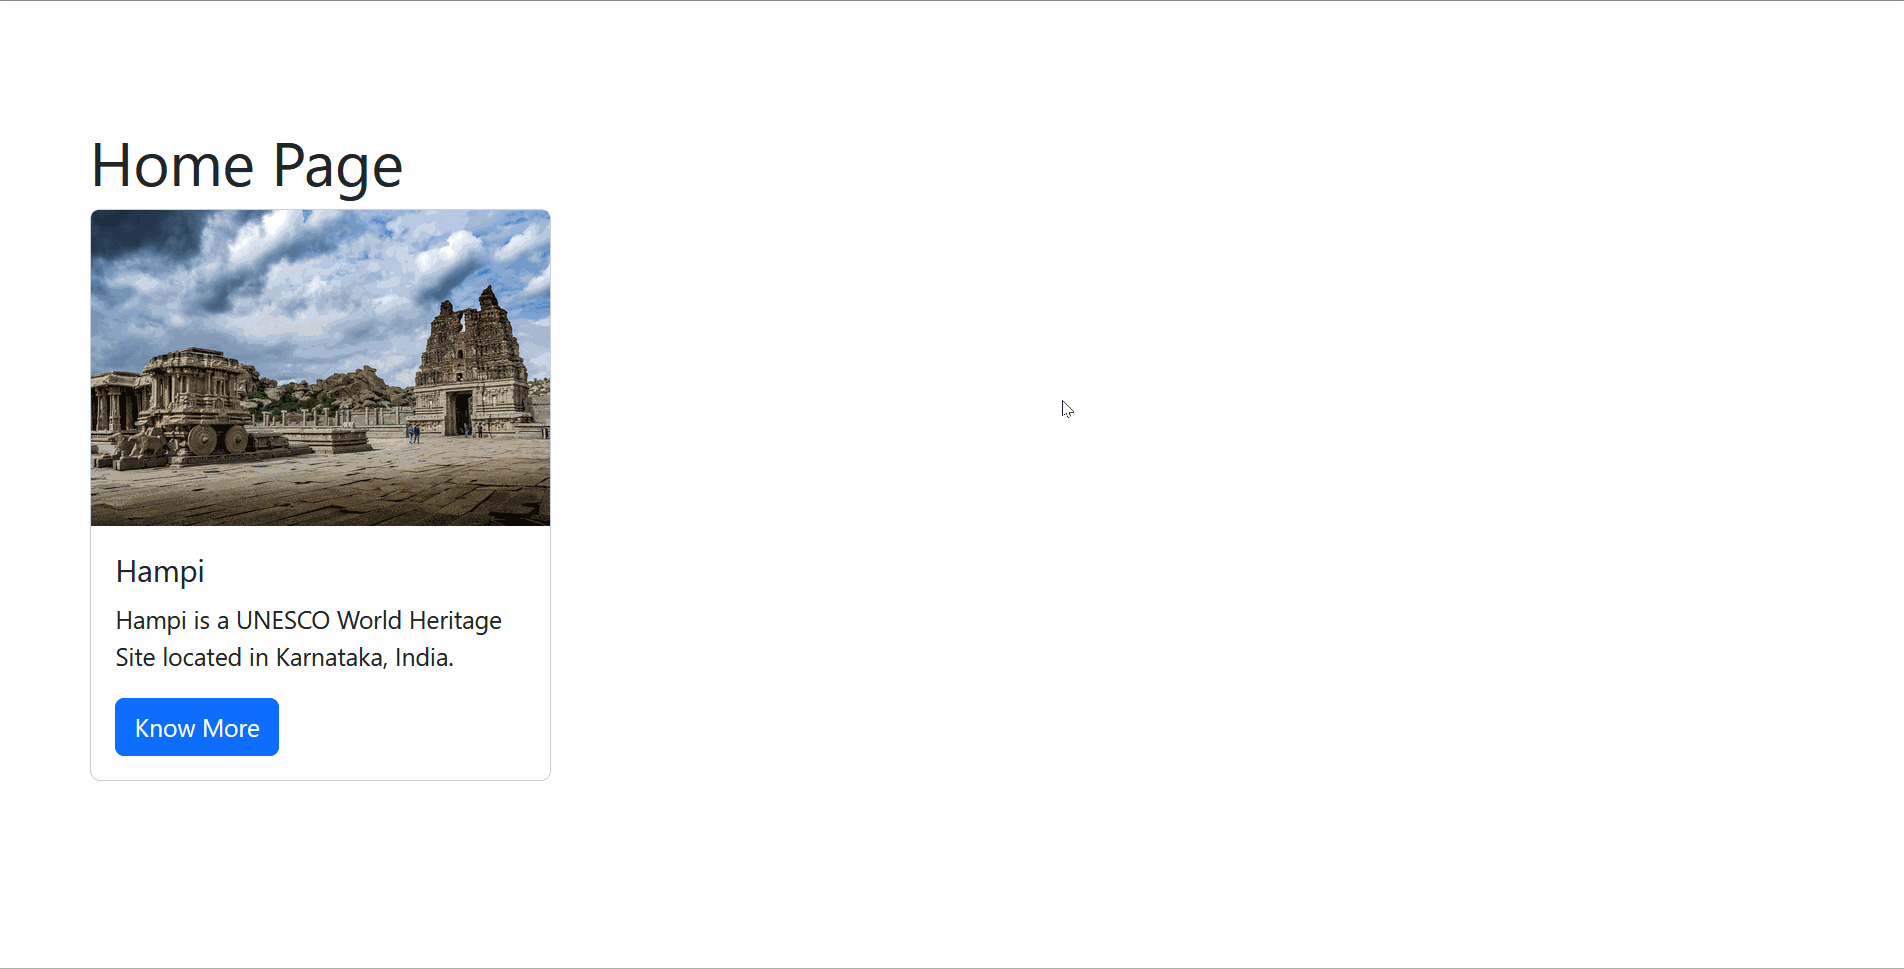 Home Page
Hampi
Hampi is a UNESCO World Heritage
Site located in Karnataka, India.
Know More